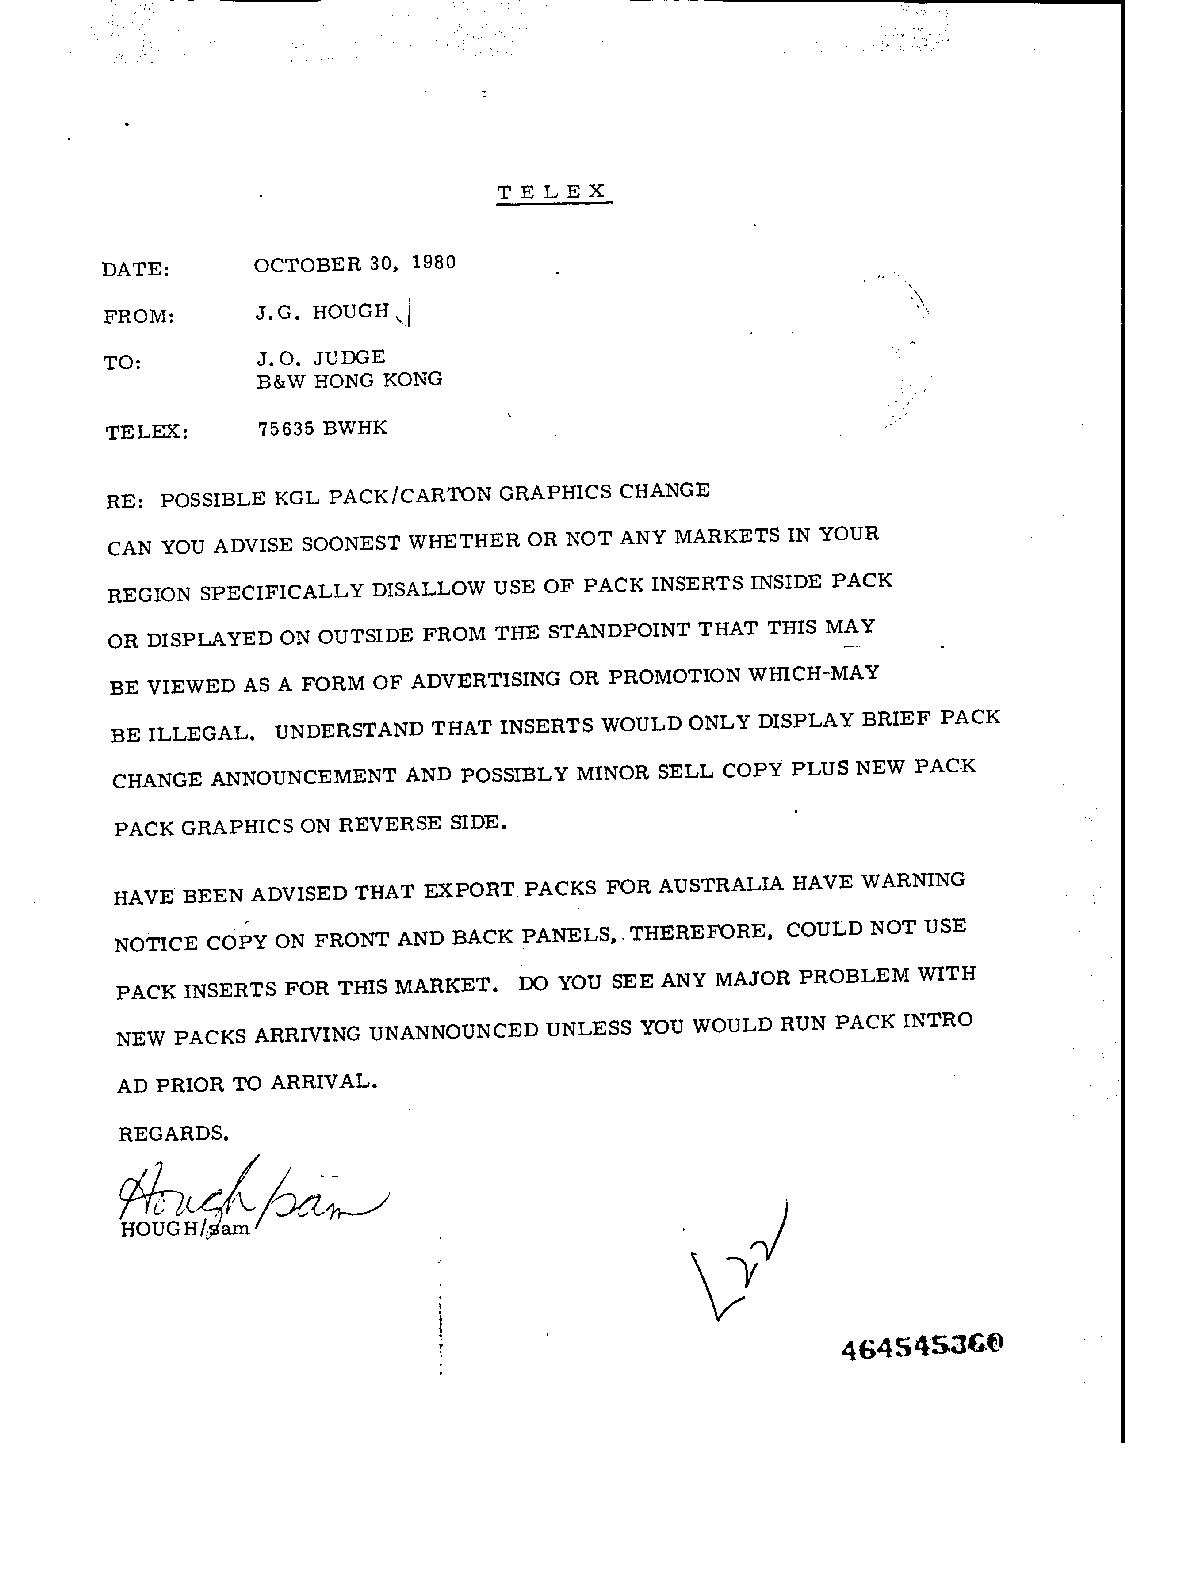 TELEX
DATE: OCTOBER 30, 1980
FROM: J.G. HOUGH
TO: J.O. JUDGE
B&W HONG KONG
TELEX: 75635 BWHK
RE: POSSIBLE KGL PACK/CARTON GRAPHICS CHANGE
CAN YOU ADVISE SOONEST WHETHER OR NOT ANY MARKETS IN YOUR
REGION SPECIFICALLY DISALLOW USE OF PACK INSERTS INSIDE PACK
OR DISPLAYED ON OUTSIDE FROM THE STANDPOINT THAT THIS MAY
BE VIEWED AS A FORM OF ADVERTISING OR PROMOTION WHICH-MAY
BE ILLEGAL. UNDERSTAND THAT INSERTS WOULD ONLY DISPLAY BRIEF PACK
CHANGE ANNOUNCEMENT AND POSSIBLY MINOR SELL COPY PLUS NEW PACK
PACK GRAPHICS ON REVERSE SIDE.
HAVE BEEN ADVISED THAT EXPORT PACKS FOR AUSTRALIA HAVE WARNING
NOTICE COPY ON FRONT AND BACK PANELS, THEREFORE, COULD NOT USE
PACK INSERTS FOR THIS MARKET. DO YOU SEE ANY MAJOR PROBLEM WITH
NEW PACKS ARRIVING UNANNOUNCED UNLESS YOU WOULD RUN PACK INTRO
AD PRIOR TO ARRIVAL.
REGARDS.
Hough/sam
HOUGH/sam
464545360